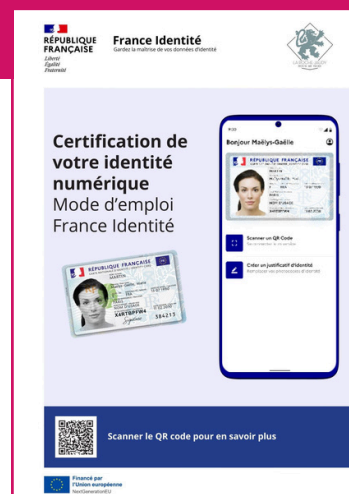 RÉPUBLIQUE
FRANÇAISE
Liberté
Égalité
Fraternité
France Identité
Gardez la maîtrise de vos données d'identité
Certification de
votre identité
numérique
Mode d'emploi
France Identité
Bonjour Maëlys-Gaëlle
RÉPUBLIQUE FRANÇAISE
Scanner un QR Code
Créer un justificatif d'identité
RÉPUBLIQUE FRANÇAISE
X4RTBPFW4
384213
Scanner le QR code pour en savoir plus
Financé par
l'Union européenne
NextGenerationEU